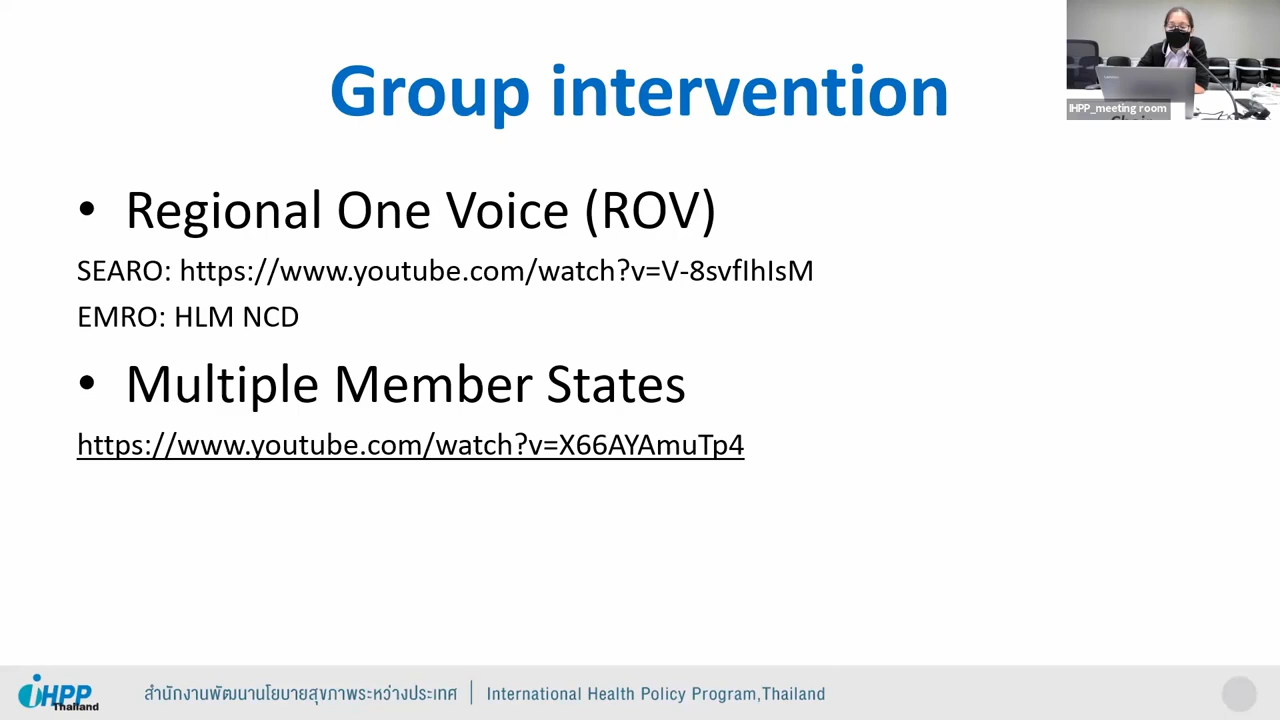 Group intervention
IHPP_meeting room
• Regional One Voice (ROV)
SEARO: https://www.youtube.com/watch?v=V-8svfIhIsM
EMRO: HLM NCD
• Multiple Member States
https://www.youtube.com/watch?v=X66AYAmuTp4
iHPP
Thailand
สำนักงานพัฒนานโยบายสุขภาพระหว่างประเทศ | International Health Policy Program,Thailand